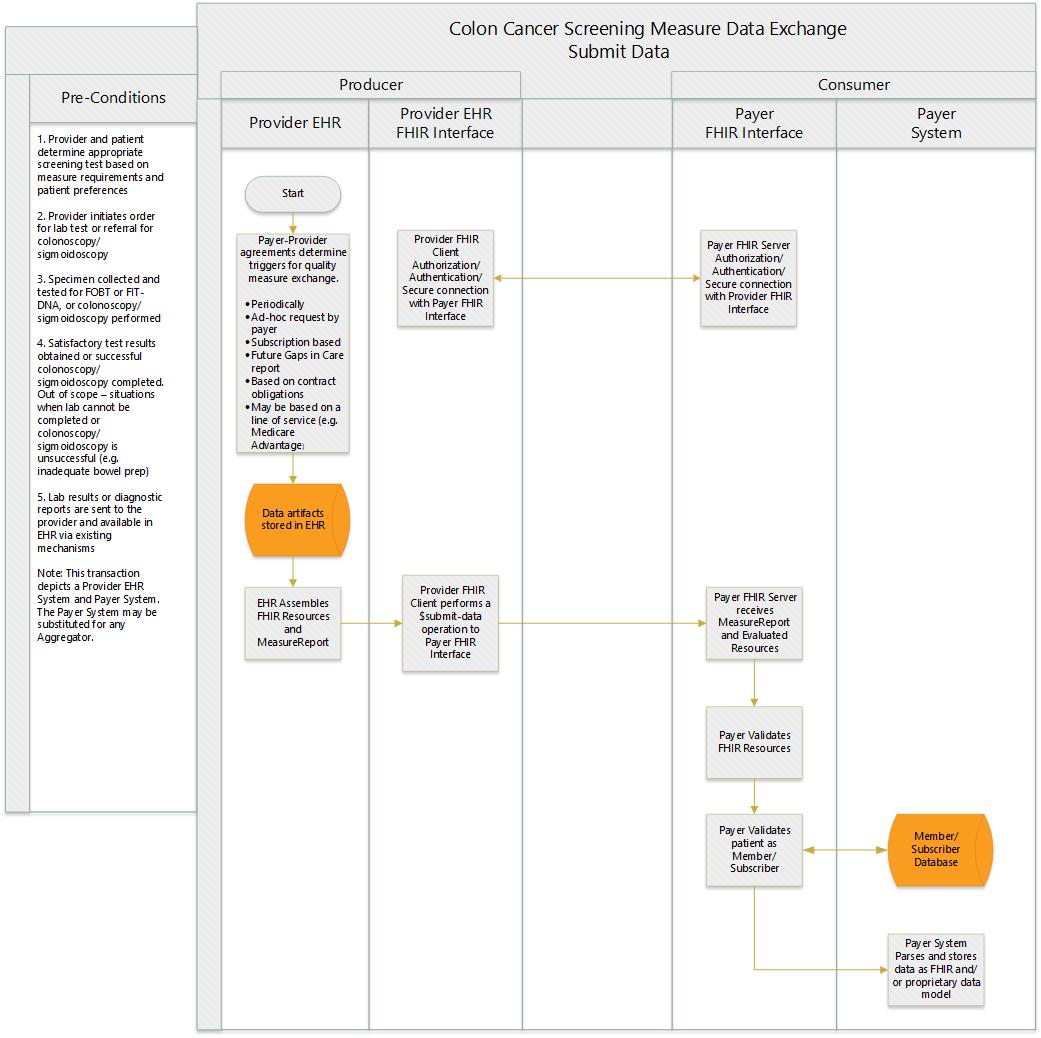 Colon Cancer Screening Measure Data Exchange
Submit Data
Pre-Conditions
1. Provider and patient
determine appropriate
screening test based on
measure requirements and
patient preferences
2. Provider initiates order
for lab test or referral for
colonoscopy/
sigmoidoscopy
3. Specimen collected and
tested for FOBT or FIT-
DNA, or colonoscopy/
sigmoidoscopy performed
4. Satisfactory test results
obtained or successful
colonoscopy/
sigmoidoscopy completed.
Out of scope – situations
when lab cannot be
completed or
colonoscopy/
sigmoidoscopy is
unsuccessful (e.g.
inadequate bowel prep)
5. Lab results or diagnostic
reports are sent to the
provider and available in
EHR via existing
mechanisms
Note: This transaction
depicts a Provider EHR
System and Payer System.
The Payer System may be
substituted for any
Aggregator.
Producer
Consumer
Provider EHR
Provider EHR
FHIR Interface
Payer
FHIR Interface
Payer
System
Start
Payer-Provider
agreements determine
triggers for quality
measure exchange.
•Periodically
•Ad-hoc request by
payer
•Subscription based
•Future Gaps in Care
report
•Based on contract
obligations
•May be based on a
line of service (e.g.
Medicare
Advantage)
Provider FHIR
Client
Authorization/
Authentication/
Secure connection
with Payer FHIR
Interface
Payer FHIR Server
Authorization/
Authentication/
Secure connection
with Provider FHIR
Interface
Data artifacts
stored in EHR
EHR Assembles
FHIR Resources
and
MeasureReport
Provider FHIR
Client performs a
$submit-data
operation to
Payer FHIR
Interface
Payer FHIR Server
receives
MeasureReport
and Evaluated
Resources
Payer Validates
FHIR Resources
Payer Validates
patient as
Member/
Subscriber
Member/
Subscriber
Database
Payer System
Parses and stores
data as FHIR and/
or proprietary data
model